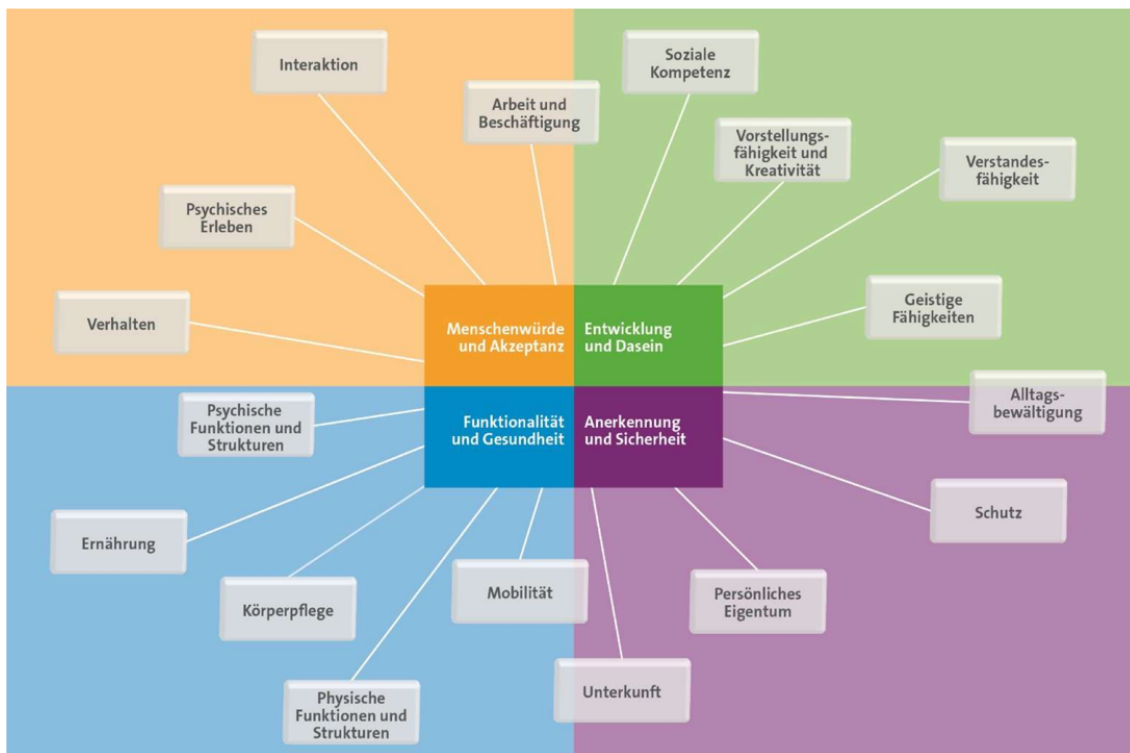 Interaktion
Arbeit und
Beschäftigung
Psychisches
Erleben
Verhalten
Soziale
Kompetenz
Vorstellungs-
fähigkeit und
Kreativität
Verstandes-
fähigkeit
Geistige
Fähigkeiten
Menschenwürde
und Akzeptanz
Entwicklung
und Dasein
Funktionalität
und Gesundheit
Anerkennung
und Sicherheit
Psychische
Funktionen und
Strukturen
Ernährung
Körperpflege
Physische
Funktionen und
Strukturen
Mobilität
Alltags-
bewältigung
Schutz
Persönliches
Eigentum
Unterkunft